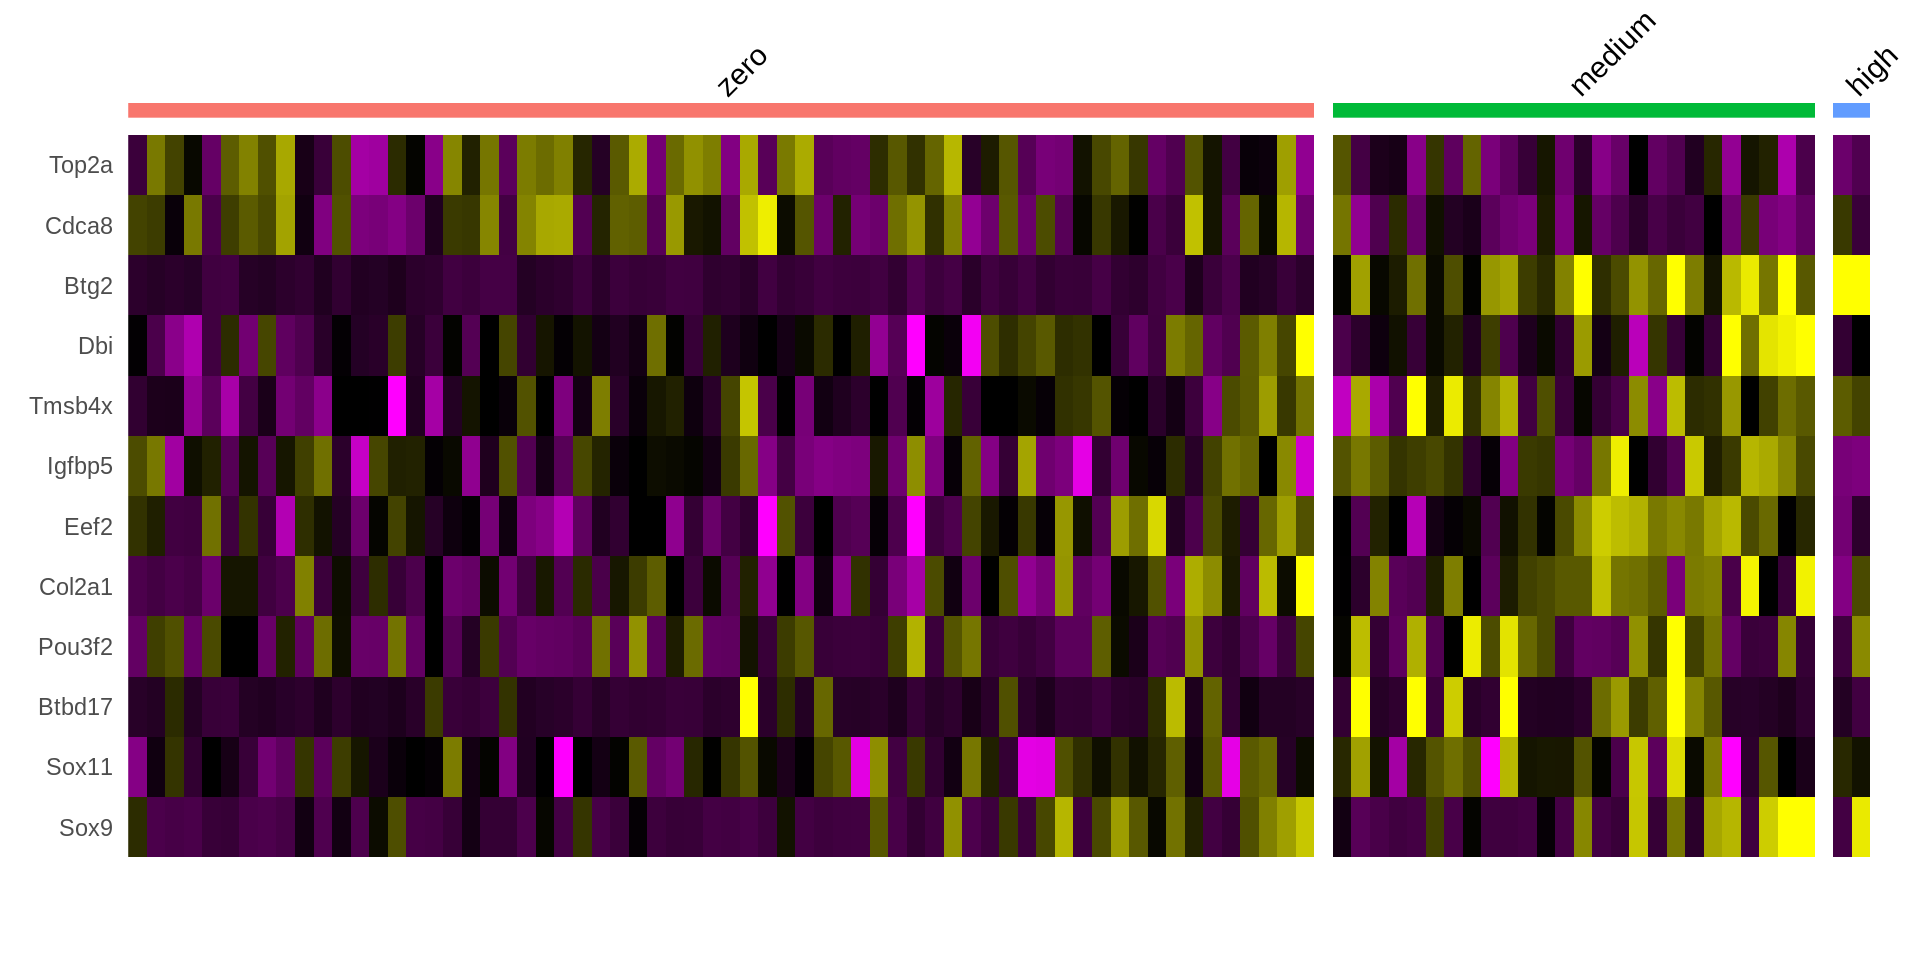 zero
medium
high
Top2a
Cdca8
Btg2
Dbi
Tmsb4x
Igfbp5
Eef2
Col2a1
Pou3f2
Btbd17
Sox11
Sox9